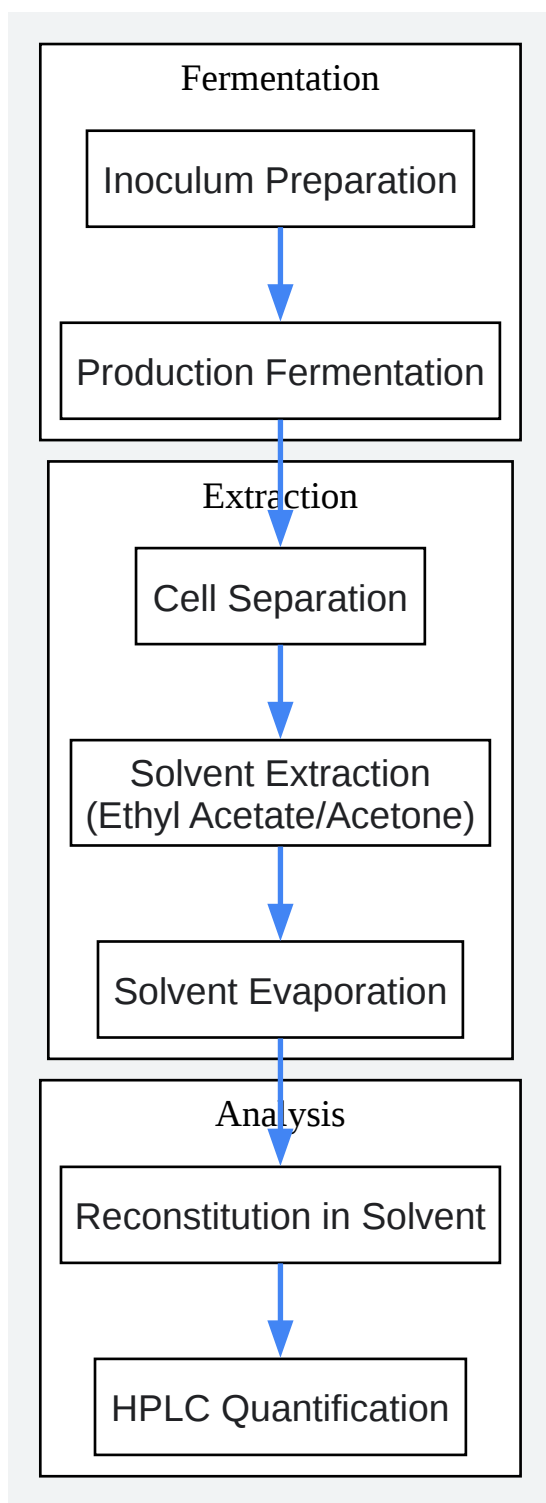 Fermentation
Inoculum Preparation
Production Fermentation
Extraction
Cell Separation
Solvent Extraction
(Ethyl Acetate/Acetone)
Solvent Evaporation
Analysis
Reconstitution in Solvent
HPLC Quantification